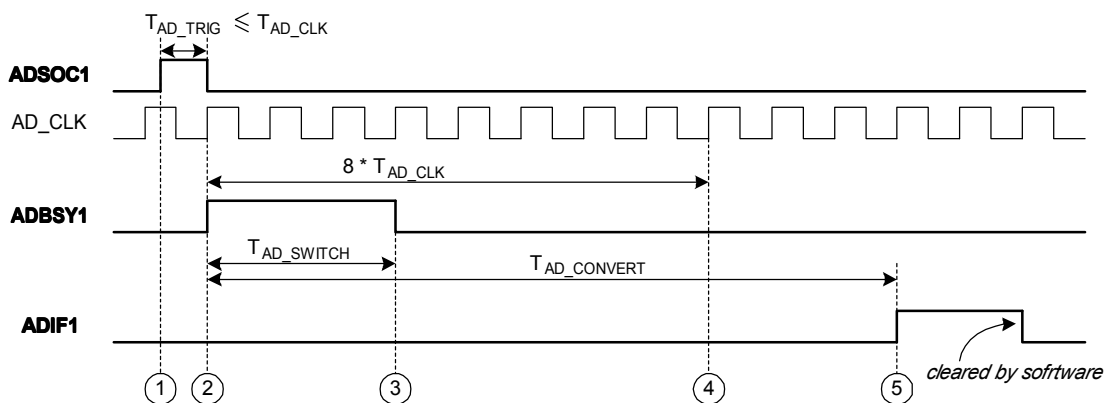 T_AD_TRIG ⩽ T_AD_CLK
ADSOC1
AD_CLK
8 * T_AD_CLK
ADBSY1
T_AD_SWITCH
T_AD_CONVERT
ADIF1
cleared by sofrtware
1 2 3 4 5